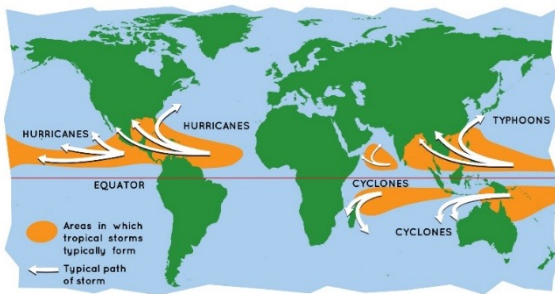 HURRICANES
HURRICANES
TYPHOONS
EQUATOR
CYCLONES
CYCLONES
Areas in which
tropical storms
typically form
Typical path
of storm